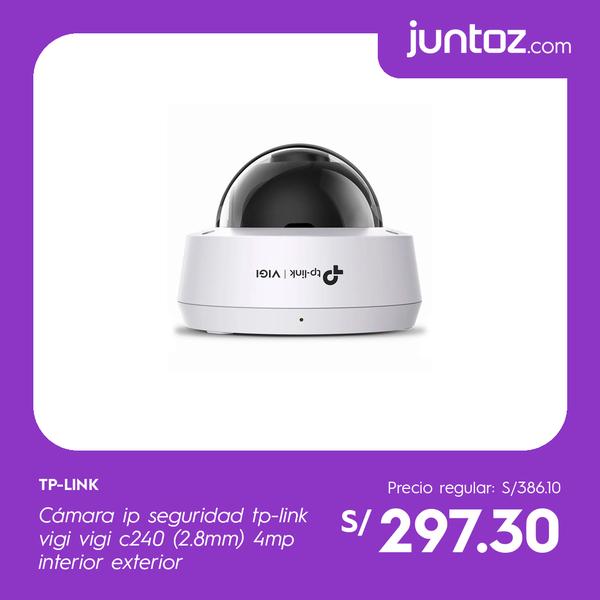 juntoz.com
tp-link | VIGI
TP-LINK
Cámara ip seguridad tp-link
vigi vigi c240 (2.8mm) 4mp
interior exterior
Precio regular: S/386.10
S/297.30